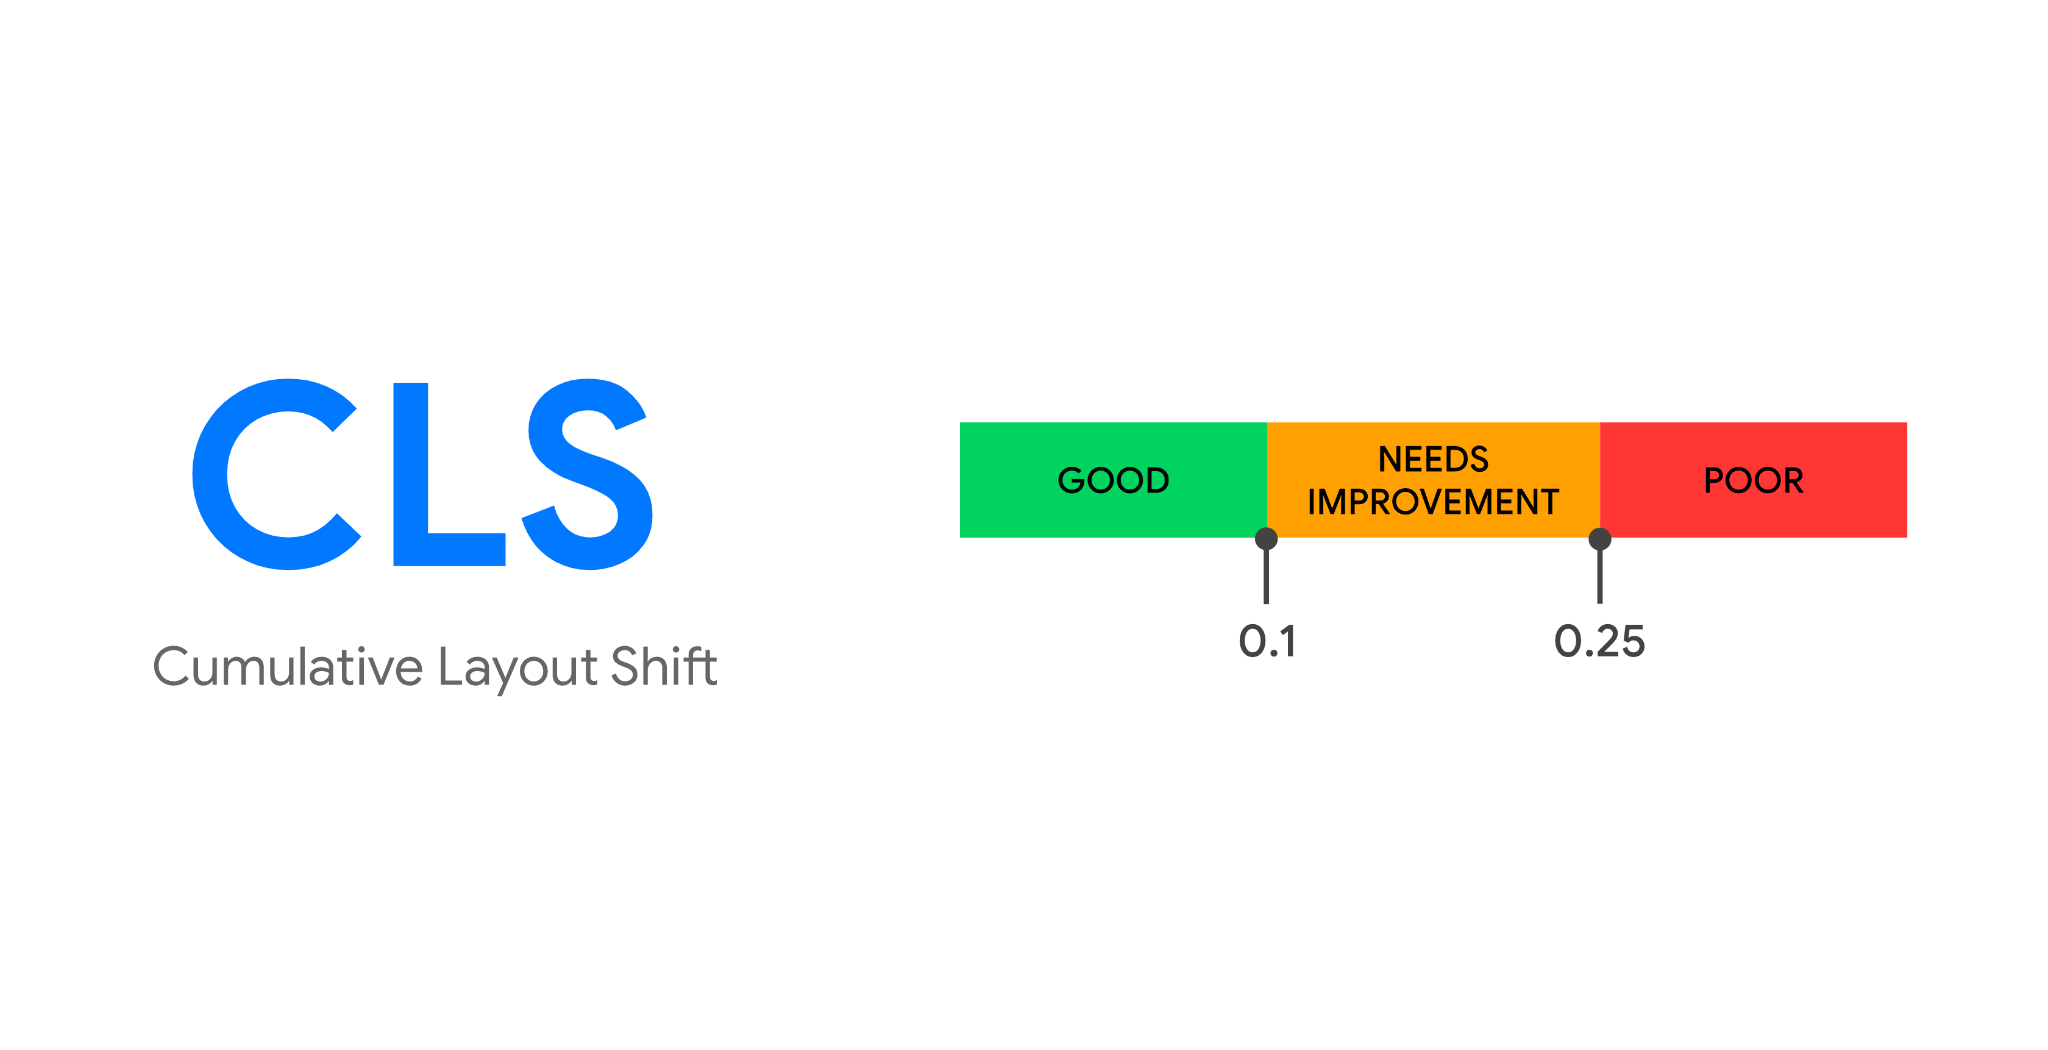 CLS
Cumulative Layout Shift
GOOD
NEEDS
IMPROVEMENT
POOR
0.1
0.25